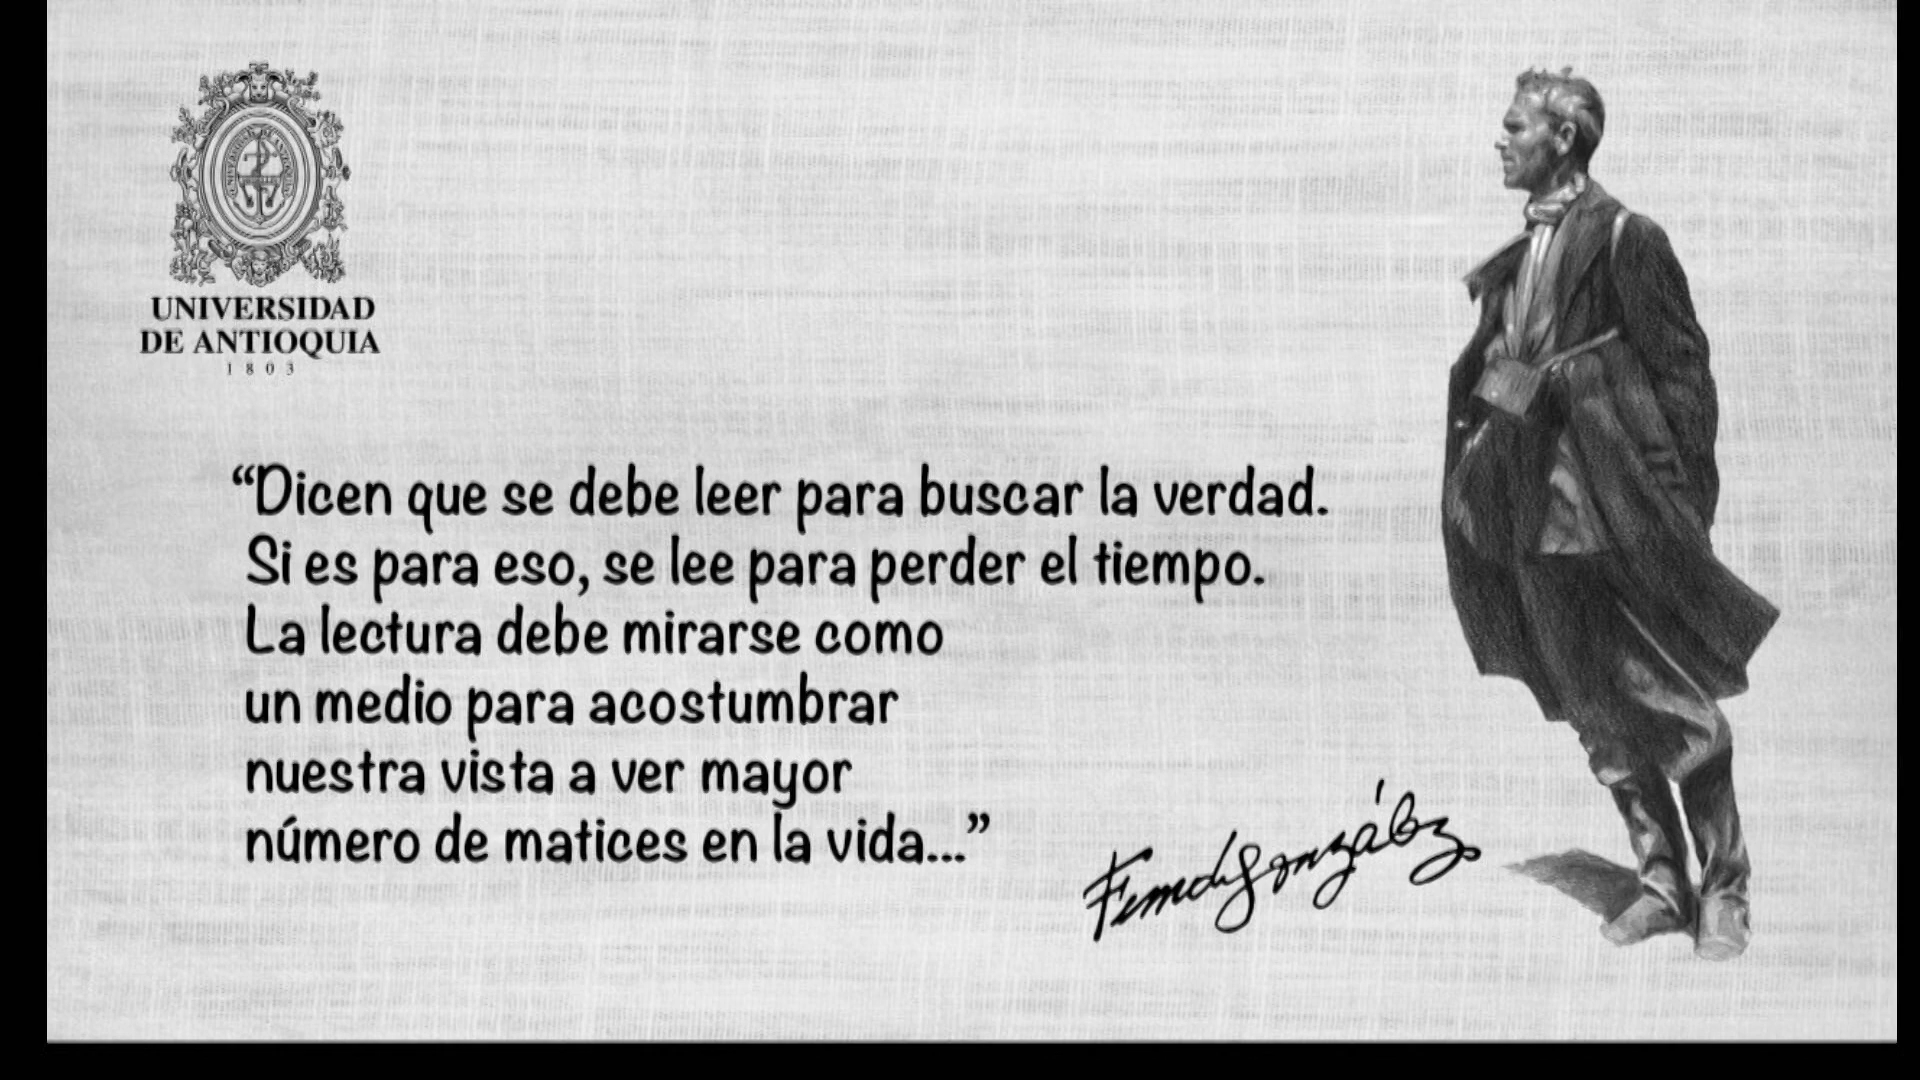 UNIVERSIDAD
DE ANTIOQUIA
1803
“Dicen que se debe leer para buscar la verdad.
Si es para eso, se lee para perder el tiempo.
La lectura debe mirarse como
un medio para acostumbrar
nuestra vista a ver mayor
número de matices en la vida...”
González